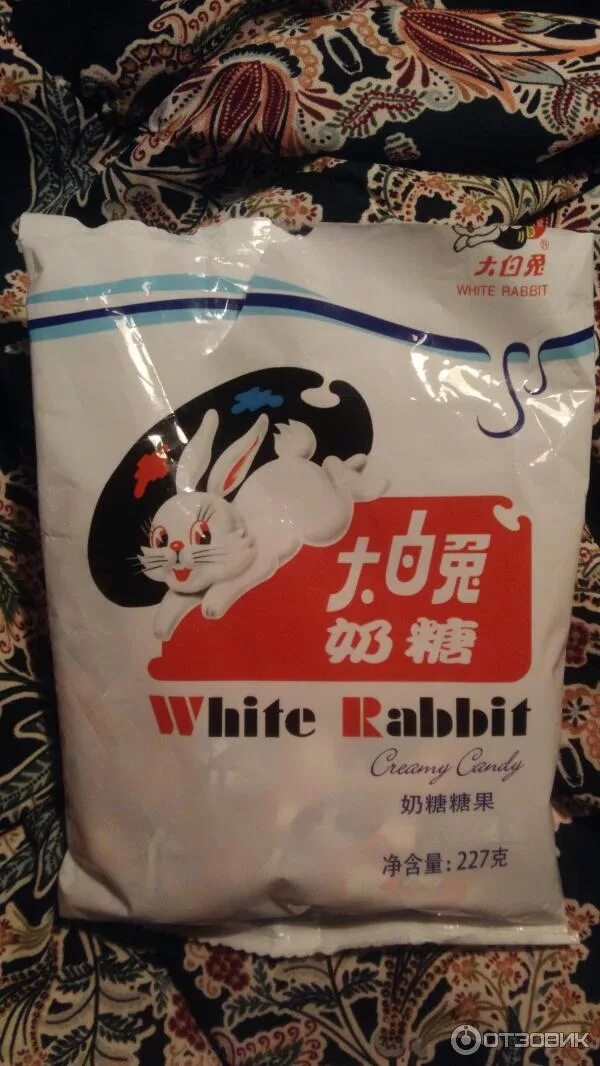 ®
大白兔
WHITE RABBIT
大白兔
奶糖
White Rabbit
Creamy Candy
奶糖糖果
净含量:227克
ОТЗОВИК